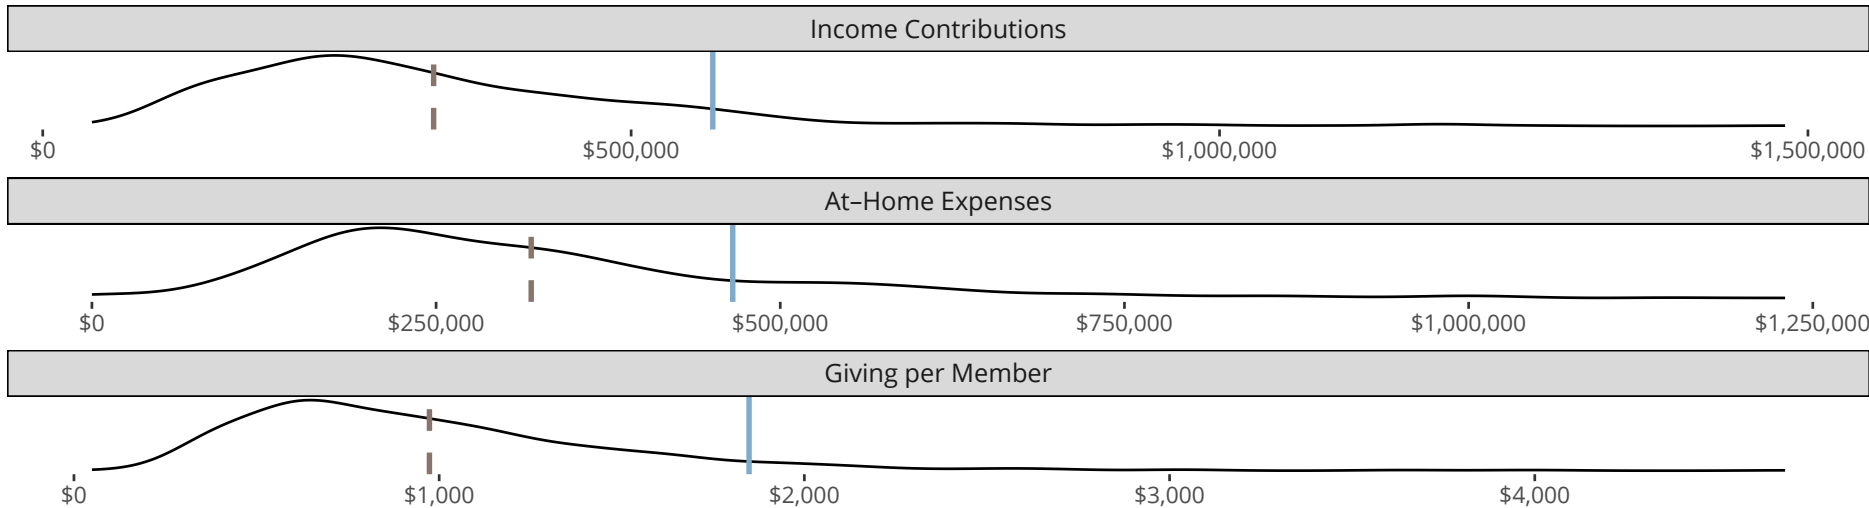 Income Contributions
$0 $500,000 $1,000,000 $1,500,000
At–Home Expenses
$0 $250,000 $500,000 $750,000 $1,000,000 $1,250,000
Giving per Member
$0 $1,000 $2,000 $3,000 $4,000